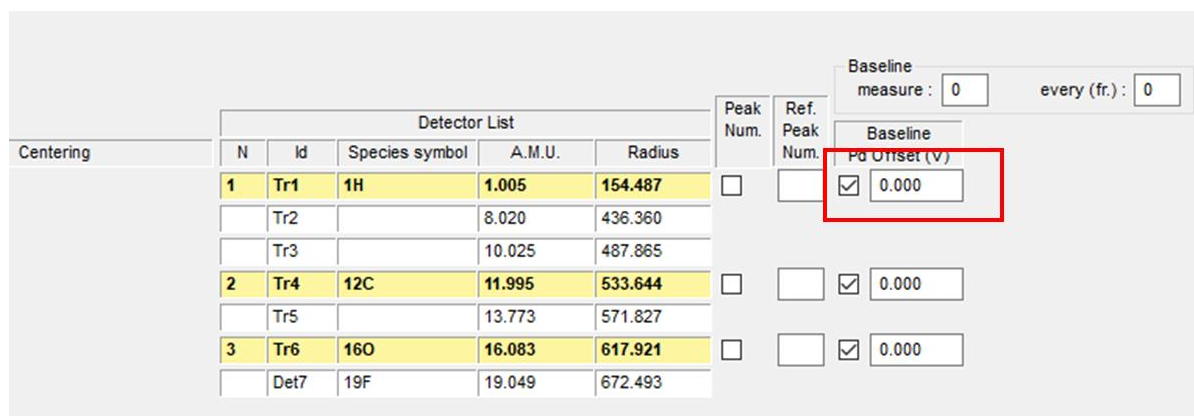 Baseline
measure : 0 every (fr.) : 0
Detector List
Peak Num.
Ref. Peak Num.
Baseline
Pd Offset (V)
Centering N Id Species symbol A.M.U. Radius
1 Tr1 1H 1.005 154.487 0.000
Tr2 8.020 436.360
Tr3 10.025 487.865
2 Tr4 12C 11.995 533.644 0.000
Tr5 13.773 571.827
3 Tr6 16O 16.083 617.921 0.000
Det7 19F 19.049 672.493